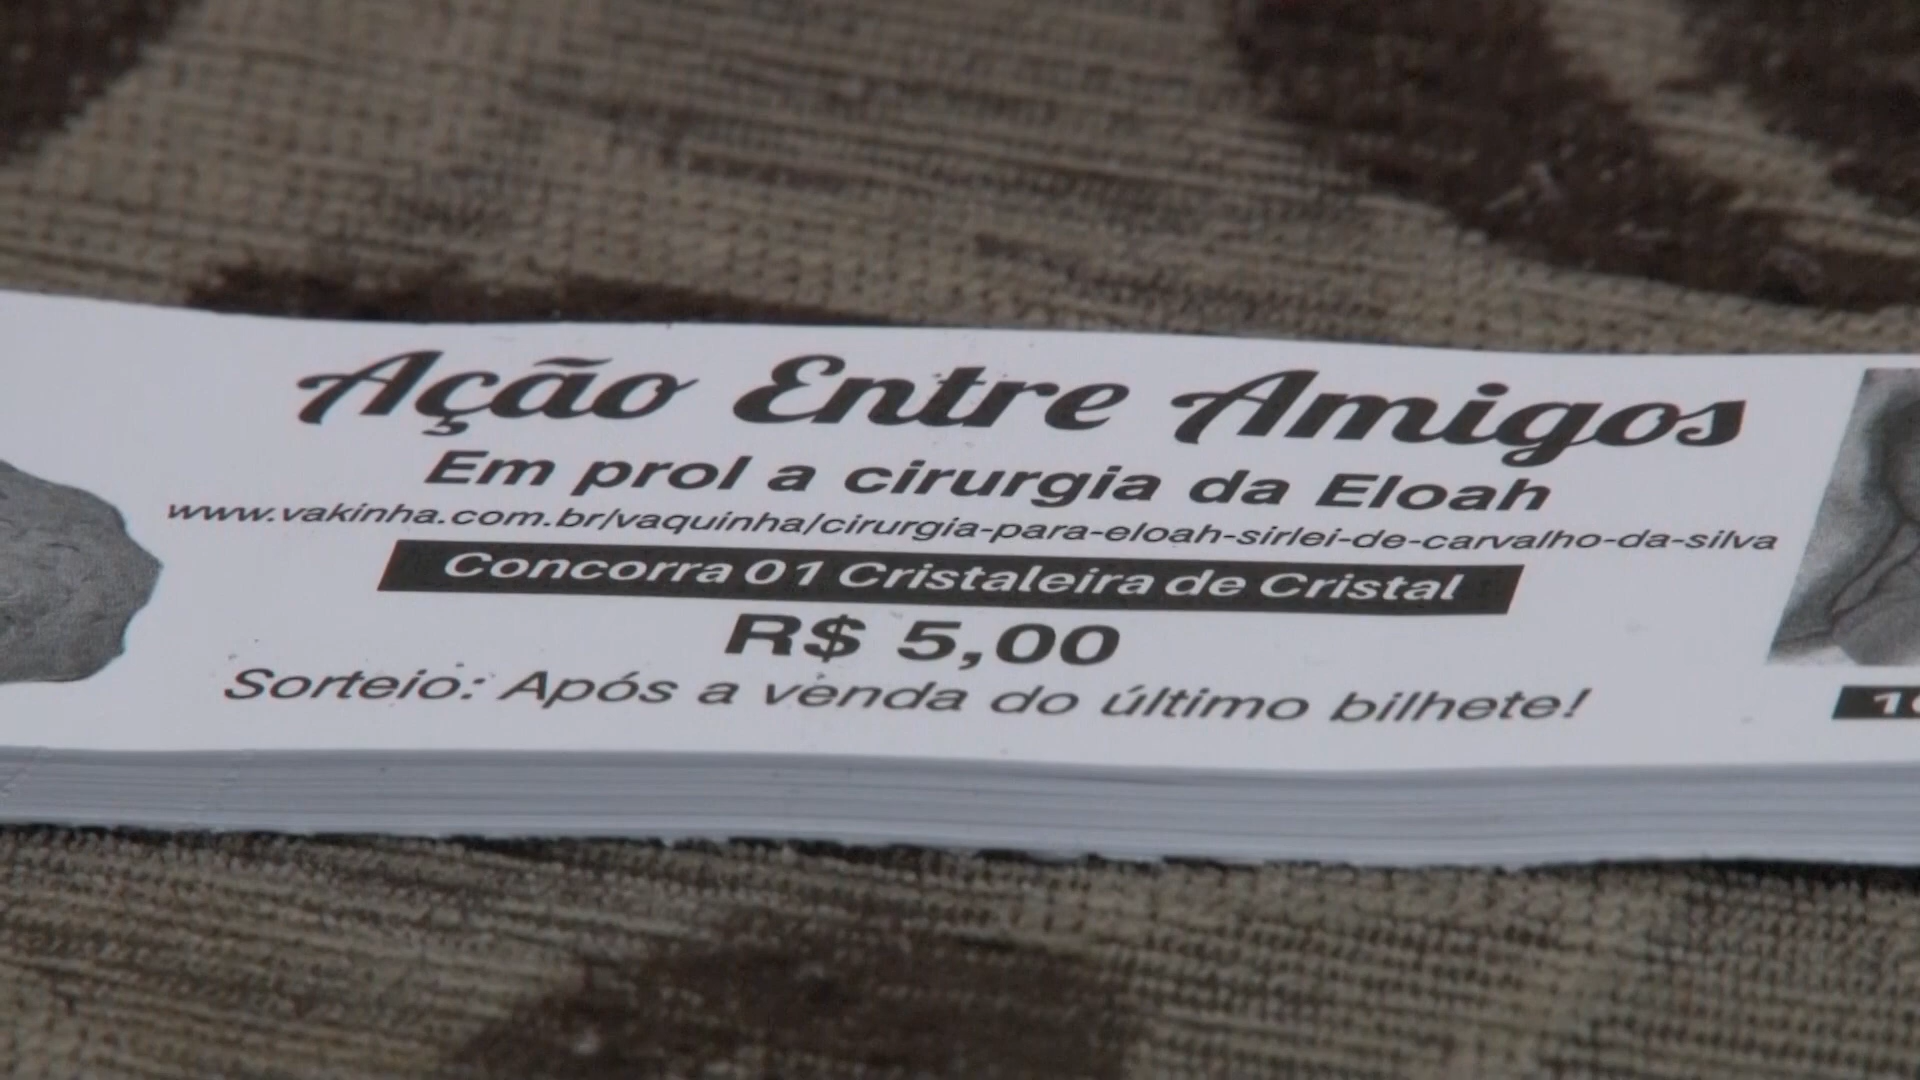 Ação Entre Amigos
Em prol a cirurgia da Eloah
www.vakinha.com.br/vaquinha/cirurgia-para-eloah-sirlei-de-carvalho-da-silva
Concorra 01 Cristaleira de Cristal
R$ 5,00
Sorteio: Após a venda do último bilhete!